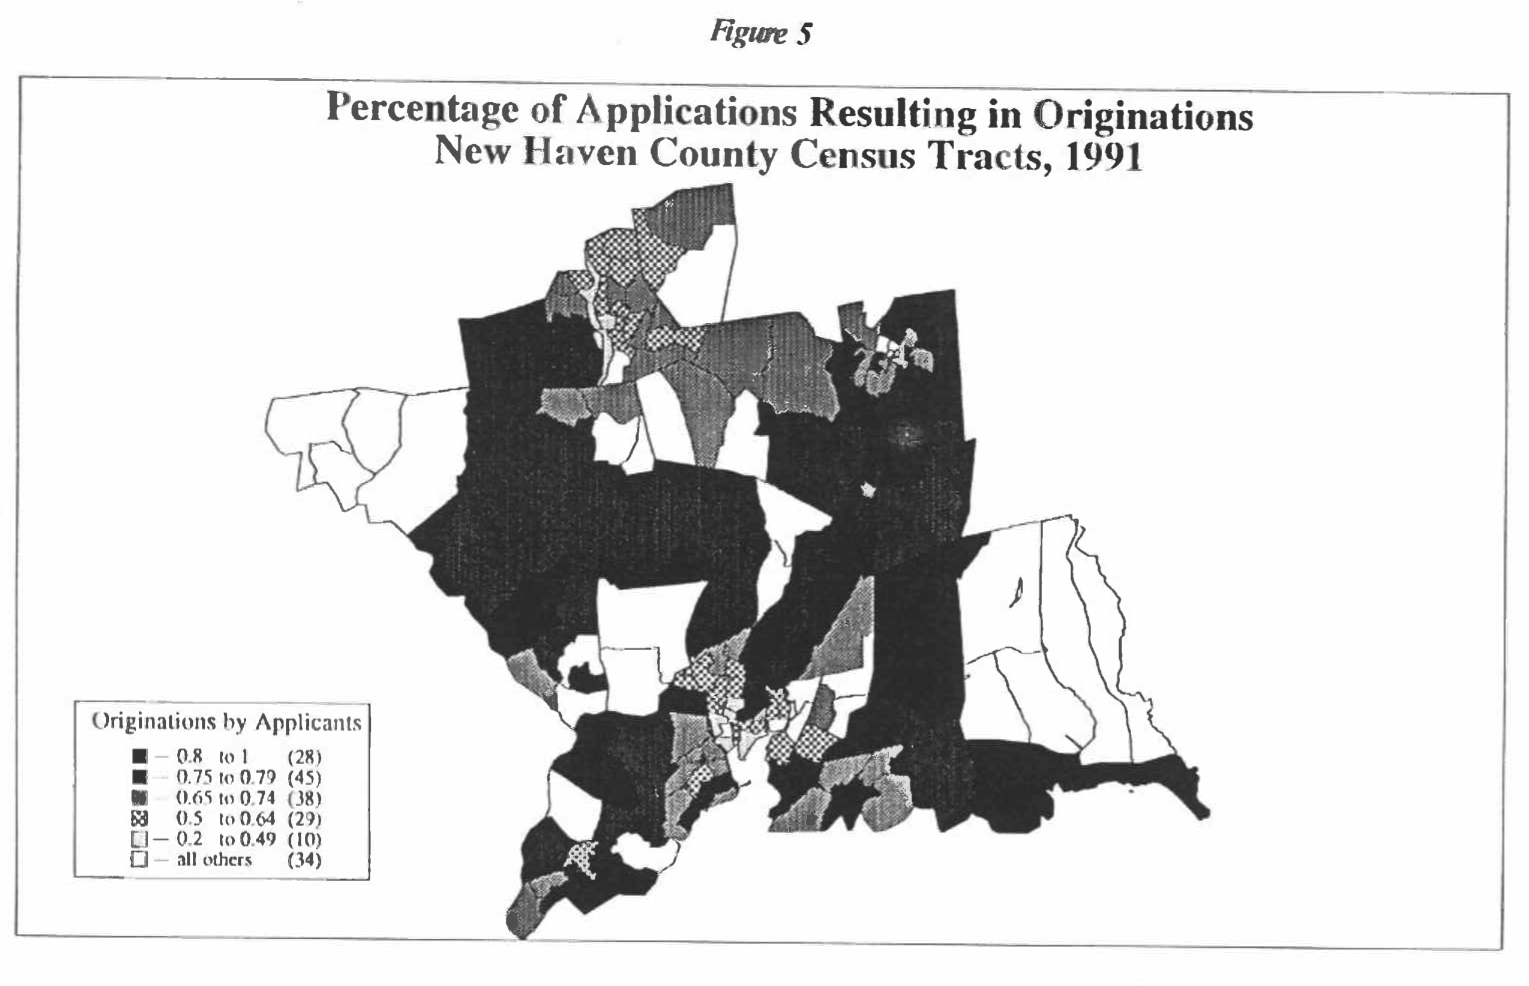 Figure 5
Percentage of Applications Resulting in Originations
New Haven County Census Tracts, 1991
Originations by Applicants
0.8 to 1 (28)
0.75 to 0.79 (45)
0.65 to 0.74 (38)
0.5 to 0.64 (29)
0.2 to 0.49 (10)
all others (34)